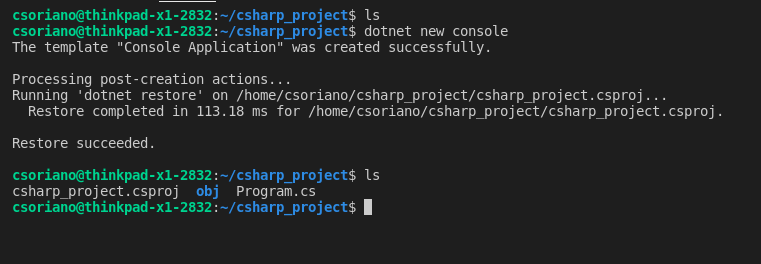 csoriano@thinkpad-x1-2832:~/csharp_project$ ls
csoriano@thinkpad-x1-2832:~/csharp_project$ dotnet new console
The template "Console Application" was created successfully.
Processing post-creation actions...
Running 'dotnet restore' on /home/csoriano/csharp_project/csharp_project.csproj...
  Restore completed in 113.18 ms for /home/csoriano/csharp_project/csharp_project.csproj.
Restore succeeded.
csoriano@thinkpad-x1-2832:~/csharp_project$ ls
csharp_project.csproj  obj  Program.cs
csoriano@thinkpad-x1-2832:~/csharp_project$